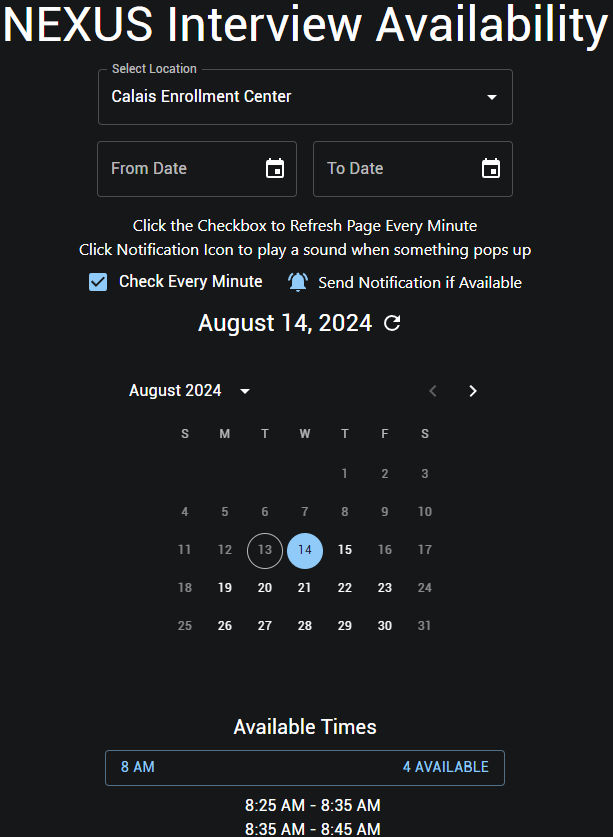 NEXUS Interview Availability
Select Location
Calais Enrollment Center
From Date To Date
Click the Checkbox to Refresh Page Every Minute
Click Notification Icon to play a sound when something pops up
Check Every Minute Send Notification if Available
August 14, 2024
August 2024
S M T W T F S
1 2 3
4 5 6 7 8 9 10
11 12 13 14 15 16 17
18 19 20 21 22 23 24
25 26 27 28 29 30 31
Available Times
8 AM 4 AVAILABLE
8:25 AM - 8:35 AM
8:35 AM - 8:45 AM